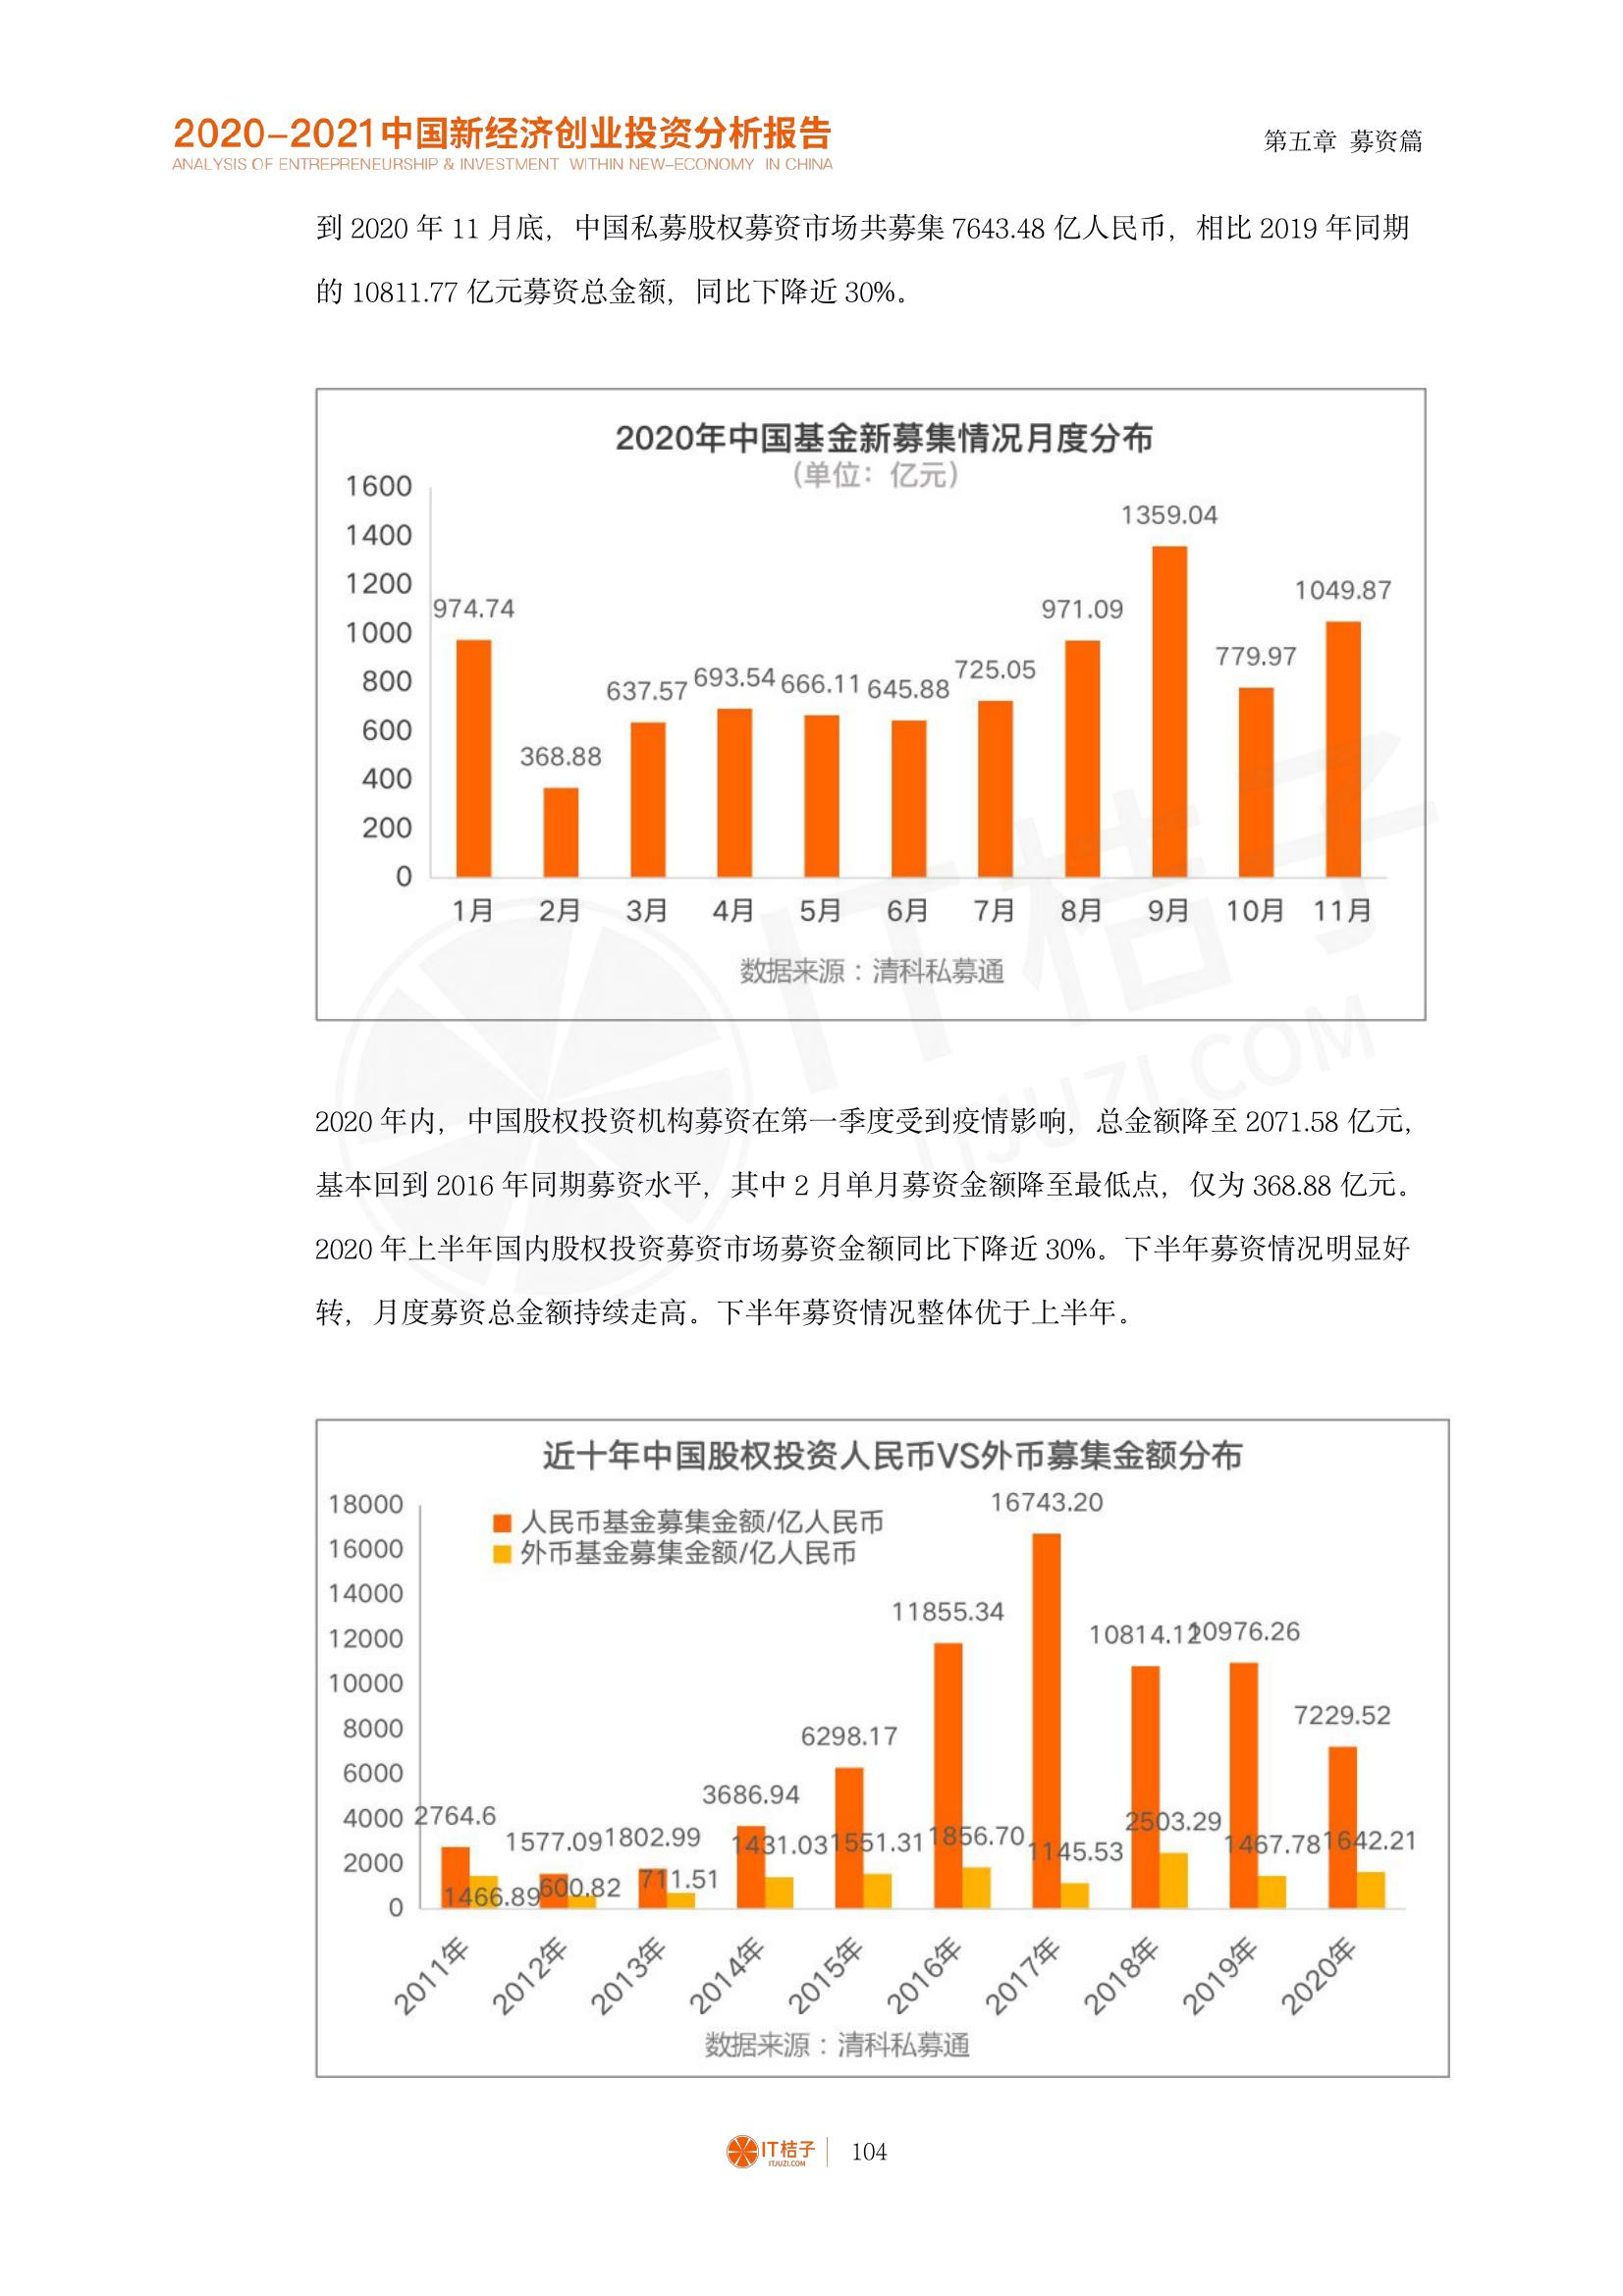 2020-2021中国新经济创业投资分析报告
ANALYSIS OF ENTREPRENEURSHIP & INVESTMENT WITHIN NEW-ECONOMY IN CHINA
第五章 募资篇
到 2020 年 11 月底，中国私募股权募资市场共募集 7643.48 亿人民币，相比 2019 年同期
的 10811.77 亿元募资总金额，同比下降近 30%。
2020年中国基金新募集情况月度分布
（单位：亿元）
1600
1400
1200
1000
800
600
400
200
0
974.74
368.88
637.57
693.54
666.11
645.88
725.05
971.09
1359.04
779.97
1049.87
1月 2月 3月 4月 5月 6月 7月 8月 9月 10月 11月
数据来源：清科私募通
IT桔子
ITJUZI.COM
2020 年内，中国股权投资机构募资在第一季度受到疫情影响，总金额降至 2071.58 亿元，
基本回到 2016 年同期募资水平，其中 2 月单月募资金额降至最低点，仅为 368.88 亿元。
2020 年上半年国内股权投资募资市场募资金额同比下降近 30%。下半年募资情况明显好
转，月度募资总金额持续走高。下半年募资情况整体优于上半年。
近十年中国股权投资人民币VS外币募集金额分布
人民币基金募集金额/亿人民币
外币基金募集金额/亿人民币
18000
16000
14000
12000
10000
8000
6000
4000
2000
0
2764.6
1466.89
1577.09
600.82
1802.99
711.51
3686.94
1431.03
6298.17
1551.31
11855.34
1856.70
16743.20
1145.53
10814.12
2503.29
10976.26
1467.78
7229.52
1642.21
2011年 2012年 2013年 2014年 2015年 2016年 2017年 2018年 2019年 2020年
数据来源：清科私募通
IT桔子
ITJUZI.COM
104